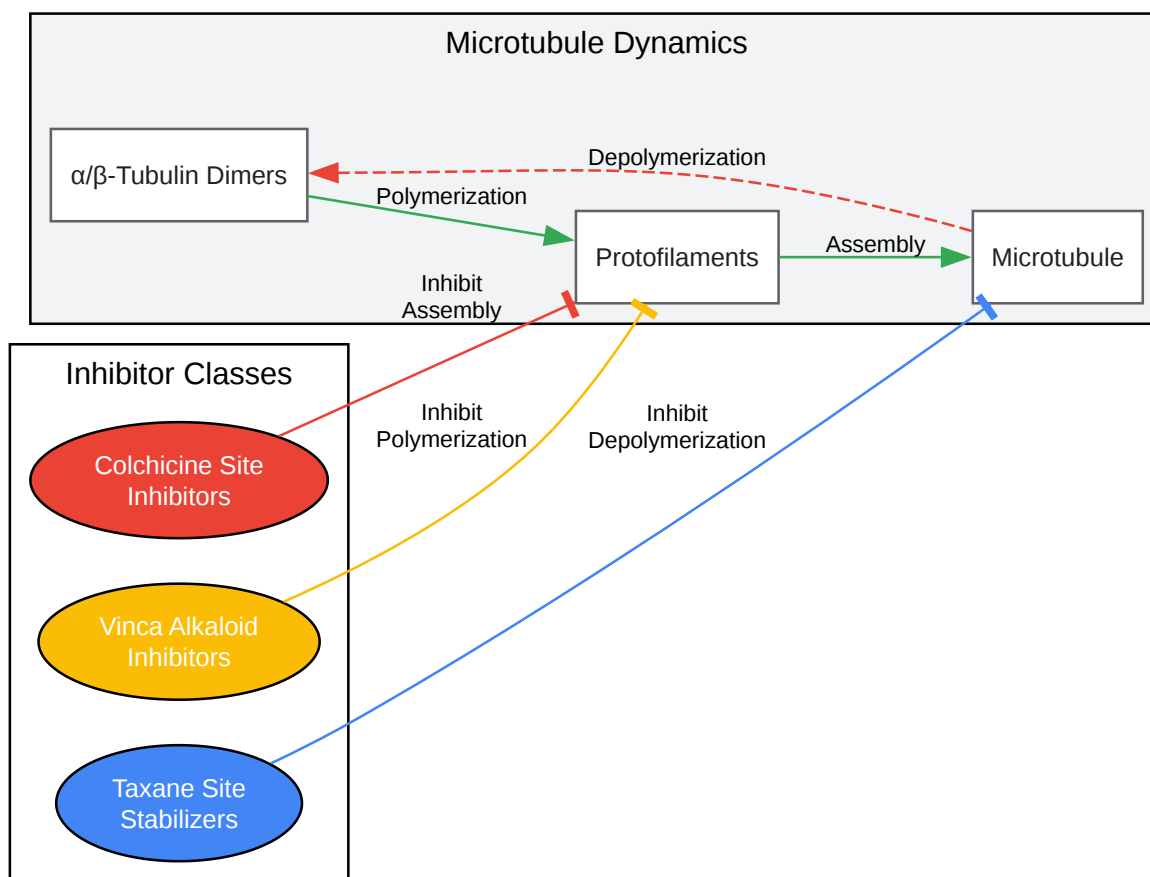 Microtubule Dynamics
α/β-Tubulin Dimers
Depolymerization
Polymerization
Protofilaments
Assembly
Microtubule
Inhibit
Assembly
Inhibitor Classes
Inhibit
Polymerization
Inhibit
Depolymerization
Colchicine Site
Inhibitors
Vinca Alkaloid
Inhibitors
Taxane Site
Stabilizers